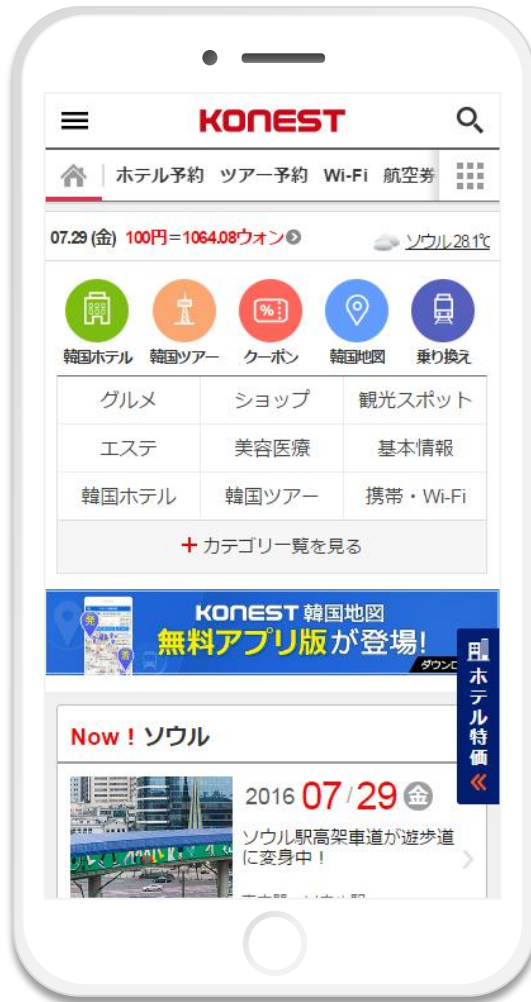 KONEST
ホテル予約 ツアー予約 Wi-Fi 航空券
07.29 (金) 100円=1064.08ウォン ソウル 28.1℃
韓国ホテル 韓国ツアー クーポン 韓国地図 乗り換え
グルメ ショップ 観光スポット
エステ 美容医療 基本情報
韓国ホテル 韓国ツアー 携帯・Wi-Fi
+ カテゴリ一覧を見る
発
着
KONEST 韓国地図
無料アプリ版が登場!
ホテル特価
Now ! ソウル
2016 07/29 金
ソウル駅高架車道が遊歩道
に変身中!